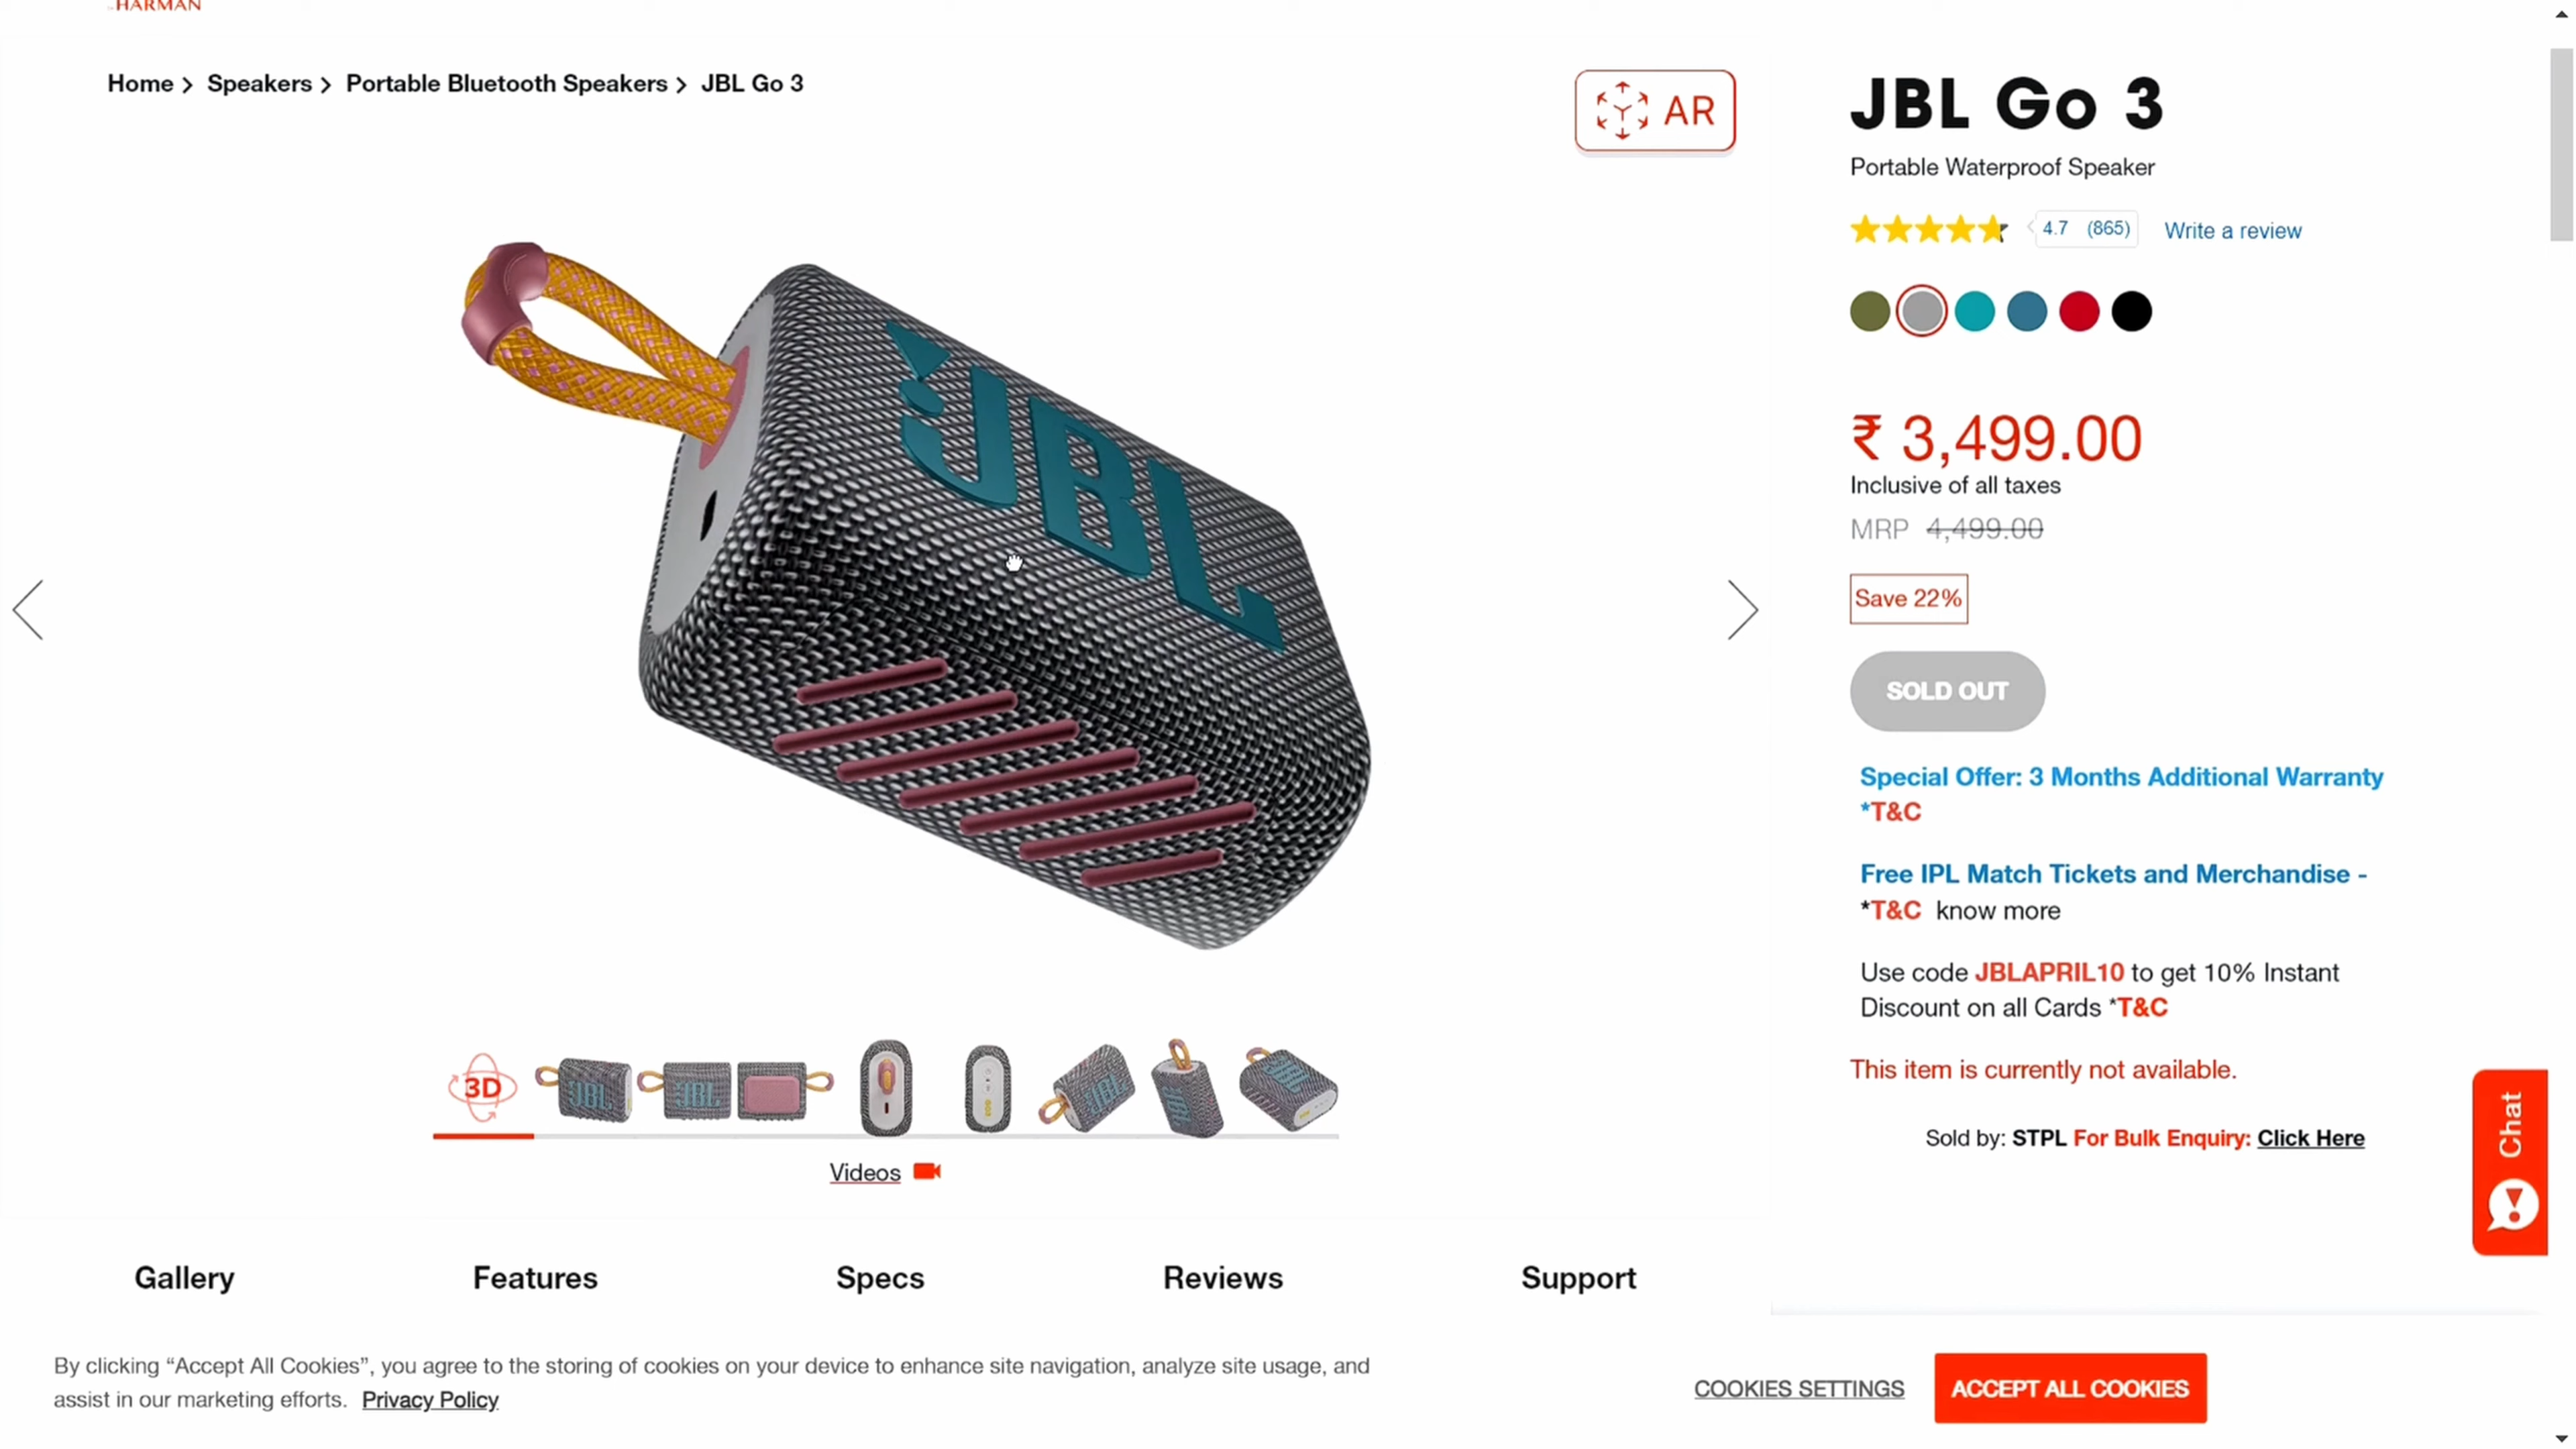 HARMAN
Home > Speakers > Portable Bluetooth Speakers > JBL Go 3
AR
JBL
3D
Videos
JBL Go 3
Portable Waterproof Speaker
4.7 (865) Write a review
₹ 3,499.00
Inclusive of all taxes
MRP 4,499.00
Save 22%
SOLD OUT
Special Offer: 3 Months Additional Warranty
*T&C
Free IPL Match Tickets and Merchandise -
*T&C know more
Use code JBLAPRIL10 to get 10% Instant
Discount on all Cards *T&C
This item is currently not available.
Sold by: STPL For Bulk Enquiry: Click Here
Chat
Gallery Features Specs Reviews Support
By clicking “Accept All Cookies”, you agree to the storing of cookies on your device to enhance site navigation, analyze site usage, and
assist in our marketing efforts. Privacy Policy
COOKIES SETTINGS
ACCEPT ALL COOKIES